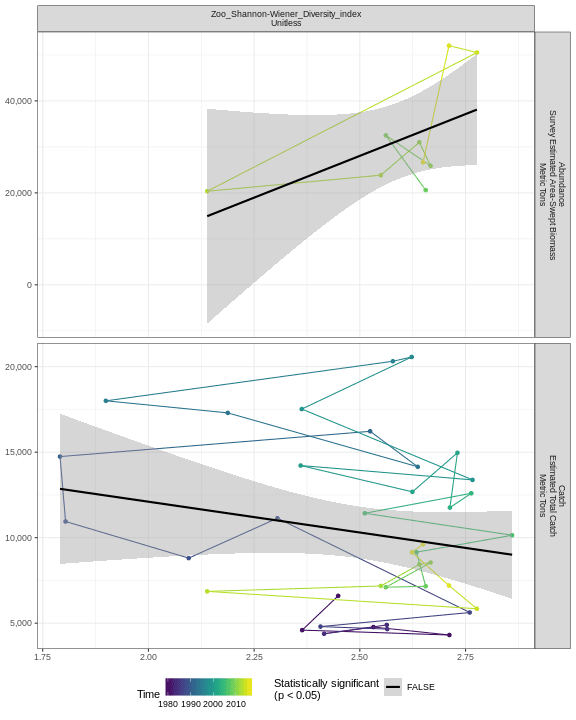 Zoo_Shannon-Wiener_Diversity_index
Unitless
40,000
20,000
0
Abundance
Survey Estimated Area-Swept Biomass
Metric Tons
20,000
15,000
10,000
5,000
Catch
Estimated Total Catch
Metric Tons
1.75
2.00
2.25
2.50
2.75
Time
1980 1990 2000 2010
Statistically significant
(p < 0.05)
FALSE